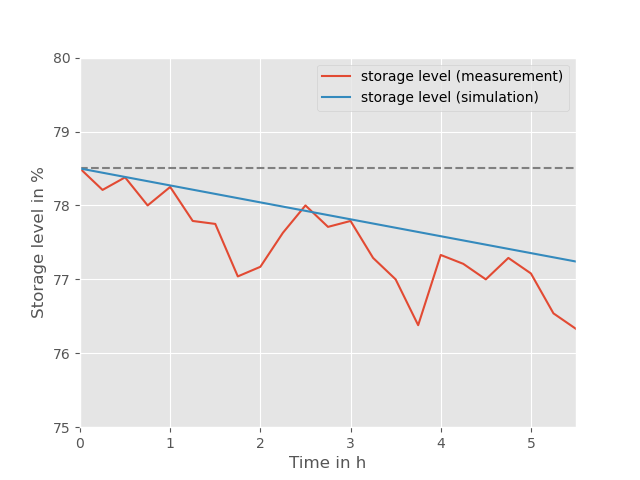 storage level (measurement)
storage level (simulation)
80
79
78
77
76
75
0 1 2 3 4 5
Storage level in %
Time in h